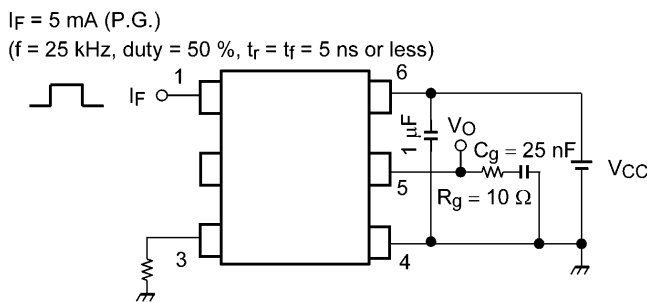 IF = 5 mA (P.G.)
(f = 25 kHz, duty = 50 %, tr = tf = 5 ns or less)
1
6
IF
1 μF
VO
Cg = 25 nF
VCC
5
Rg = 10 Ω
3
4